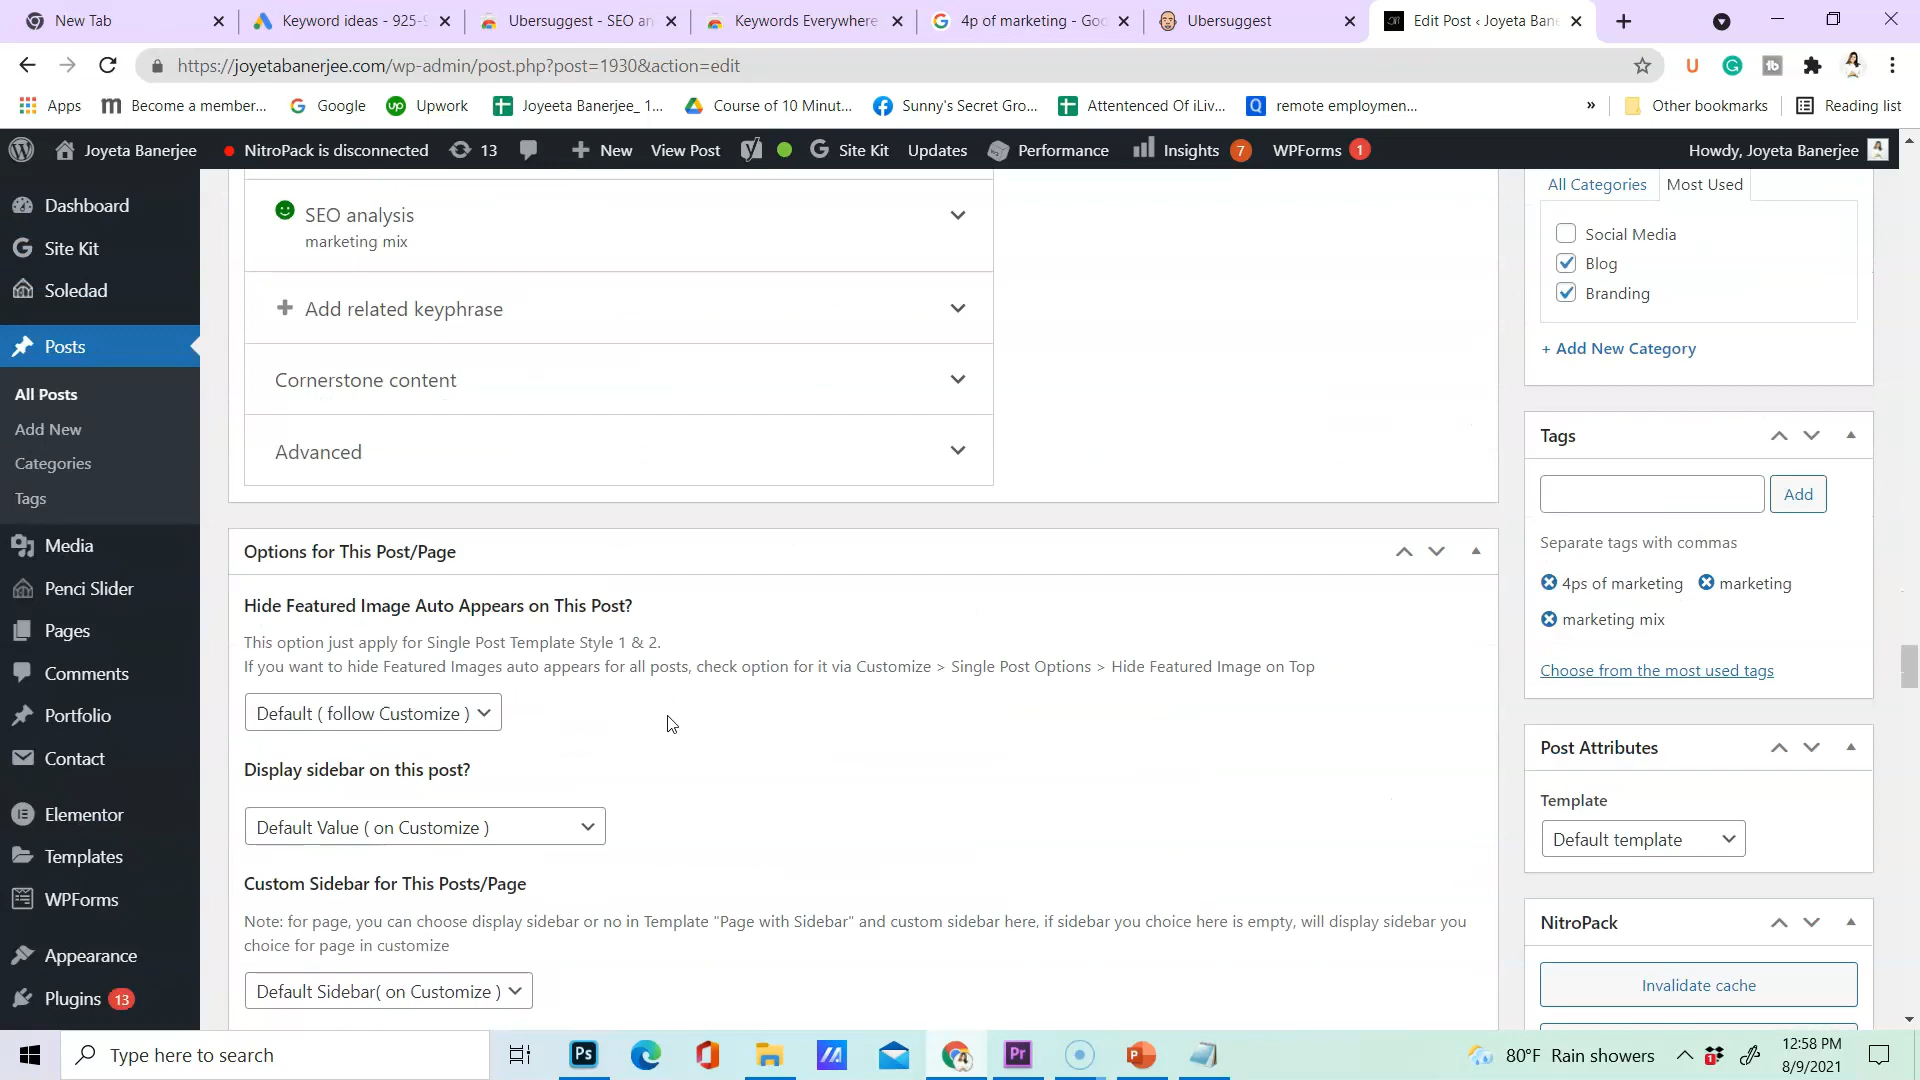 New Tab
Keyword ideas - 925-9
Ubersuggest - SEO an
Keywords Everywhere
4p of marketing - Goo
Ubersuggest
Edit Post ‹ Joyeta Bane
https://joyetabanerjee.com/wp-admin/post.php?post=1930&action=edit
Apps
Become a member...
Google
Upwork
Joyeeta Banerjee_ 1...
Course of 10 Minut...
Sunny's Secret Gro...
Attentenced Of iLiv...
remote employmen...
»
Other bookmarks
Reading list
Joyeta Banerjee
NitroPack is disconnected
13
New
View Post
Site Kit
Updates
Performance
Insights 7
WPForms 1
Howdy, Joyeta Banerjee
Dashboard
Site Kit
Soledad
Posts
All Posts
Add New
Categories
Tags
Media
Penci Slider
Pages
Comments
Portfolio
Contact
Elementor
Templates
WPForms
Appearance
Plugins 13
SEO analysis
marketing mix
Add related keyphrase
Cornerstone content
Advanced
Options for This Post/Page
Hide Featured Image Auto Appears on This Post?
This option just apply for Single Post Template Style 1 & 2.
If you want to hide Featured Images auto appears for all posts, check option for it via Customize > Single Post Options > Hide Featured Image on Top
Default ( follow Customize )
Display sidebar on this post?
Default Value ( on Customize )
Custom Sidebar for This Posts/Page
Note: for page, you can choose display sidebar or no in Template "Page with Sidebar" and custom sidebar here, if sidebar you choice here is empty, will display sidebar you
choice for page in customize
Default Sidebar( on Customize )
All Categories
Most Used
Social Media
Blog
Branding
+ Add New Category
Tags
Add
Separate tags with commas
4ps of marketing
marketing
marketing mix
Choose from the most used tags
Post Attributes
Template
Default template
NitroPack
Invalidate cache
Type here to search
Ps
Pr
80°F Rain showers
12:58 PM
8/9/2021